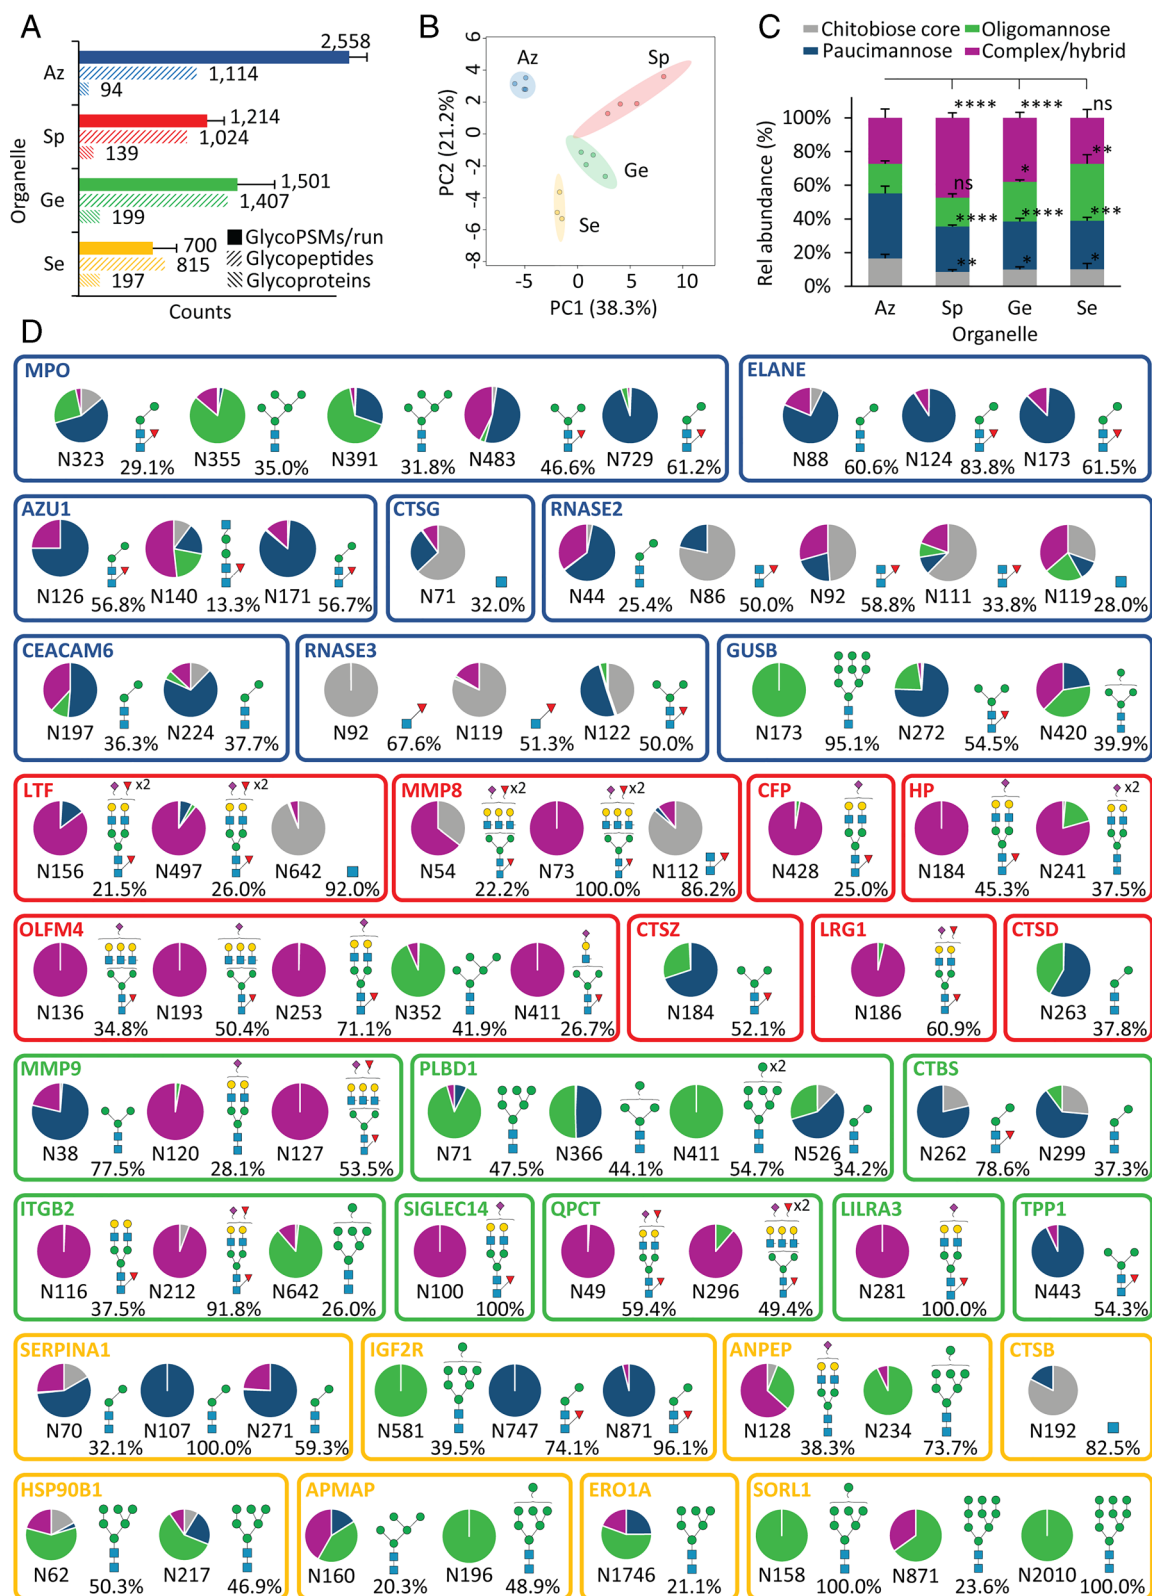 A
2,558
Az
1,114
94
1,214
Sp
1,024
139
1,501
Ge
1,407
199
700
Se
815
197
Organelle
GlycoPSMs/run
Glycopeptides
Glycoproteins
Counts
B
6
4
2
0
-2
-4
-6
-8
PC2 (21.2%)
Az
Sp
Ge
Se
-5 0 5 10
PC1 (38.3%)
C
Chitobiose core Oligomannose
Paucimannose Complex/hybrid
100%
80%
60%
40%
20%
0%
Rel abundance (%)
**** **** ns
ns * **
**** **** ***
** * *
Az Sp Ge Se
Organelle
D
MPO
N323 N355 N391 N483 N729
29.1% 35.0% 31.8% 46.6% 61.2%
ELANE
N88 N124 N173
60.6% 83.8% 61.5%
AZU1
N126 N140 N171
56.8% 13.3% 56.7%
CTSG
N71
32.0%
RNASE2
N44 N86 N92 N111 N119
25.4% 50.0% 58.8% 33.8% 28.0%
CEACAM6
N197 N224
36.3% 37.7%
RNASE3
N92 N119 N122
67.6% 51.3% 50.0%
GUSB
N173 N272 N420
95.1% 54.5% 39.9%
LTF
x2 x2
N156 N497 N642
21.5% 26.0% 92.0%
MMP8
x2 x2
N54 N73 N112
22.2% 100.0% 86.2%
CFP
N428
25.0%
HP
x2
N184 N241
45.3% 37.5%
OLFM4
N136 N193 N253 N352 N411
34.8% 50.4% 71.1% 41.9% 26.7%
CTSZ
N184
52.1%
LRG1
N186
60.9%
CTSD
N263
37.8%
MMP9
N38 N120 N127
77.5% 28.1% 53.5%
PLBD1
x2
N71 N366 N411 N526
47.5% 44.1% 54.7% 34.2%
CTBS
N262 N299
78.6% 37.3%
ITGB2
N116 N212 N642
37.5% 91.8% 26.0%
SIGLEC14
N100
100%
QPCT
x2
N49 N296
59.4% 49.4%
LILRA3
N281
100.0%
TPP1
N443
54.3%
SERPINA1
N70 N107 N271
32.1% 100.0% 59.3%
IGF2R
N581 N747 N871
39.5% 74.1% 96.1%
ANPEP
N128 N234
38.3% 73.7%
CTSB
N192
82.5%
HSP90B1
N62 N217
50.3% 46.9%
APMAP
N160 N196
20.3% 48.9%
ERO1A
N1746
21.1%
SORL1
N158 N871 N2010
100.0% 23.6% 100.0%